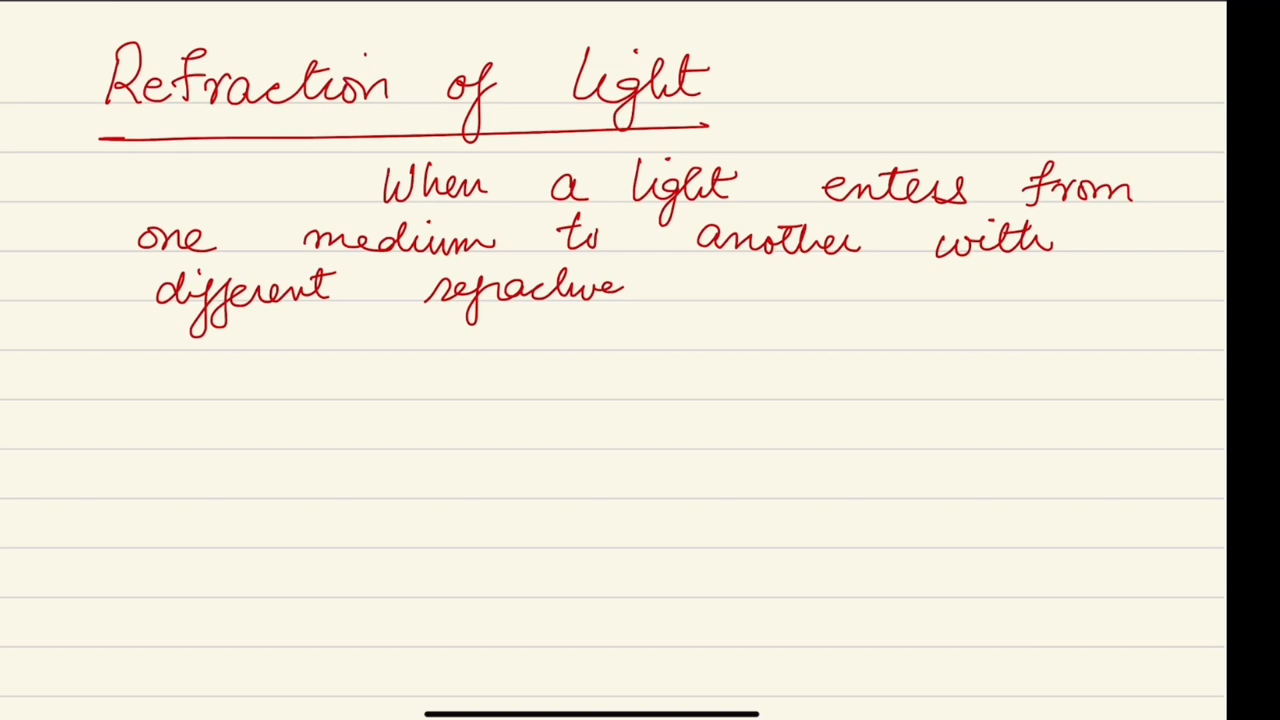 Refraction of light
When a light enters from
one medium to another with
different refractive